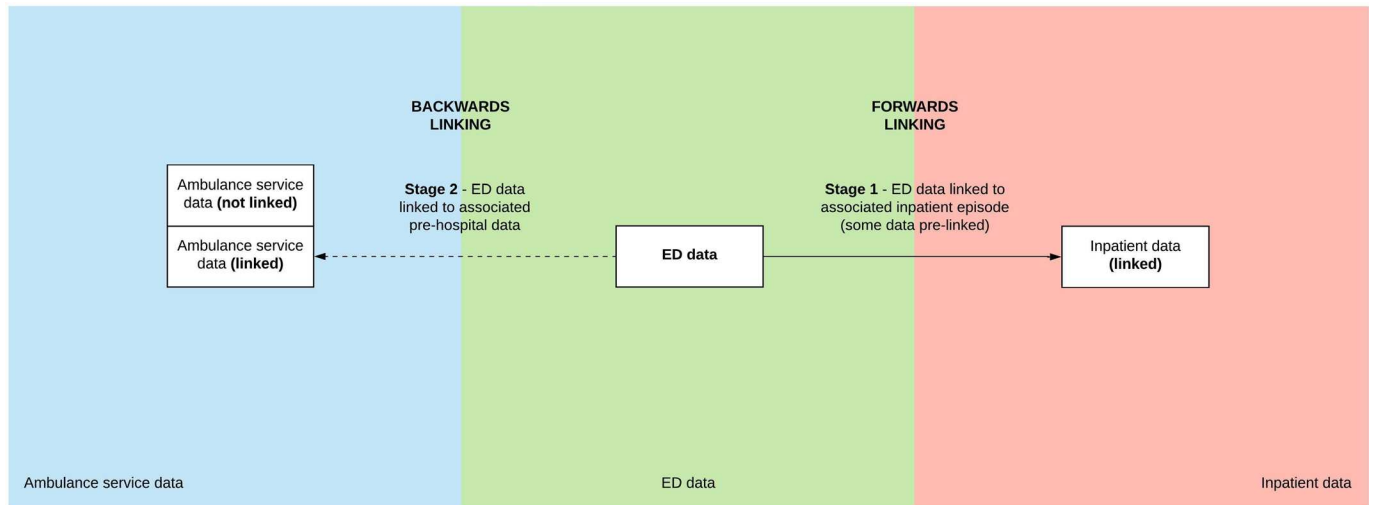 BACKWARDS
LINKING
FORWARDS
LINKING
Ambulance service
data (not linked)
Ambulance service
data (linked)
Stage 2 - ED data
linked to associated
pre-hospital data
ED data
Stage 1 - ED data linked to
associated inpatient episode
(some data pre-linked)
Inpatient data
(linked)
Ambulance service data
ED data
Inpatient data